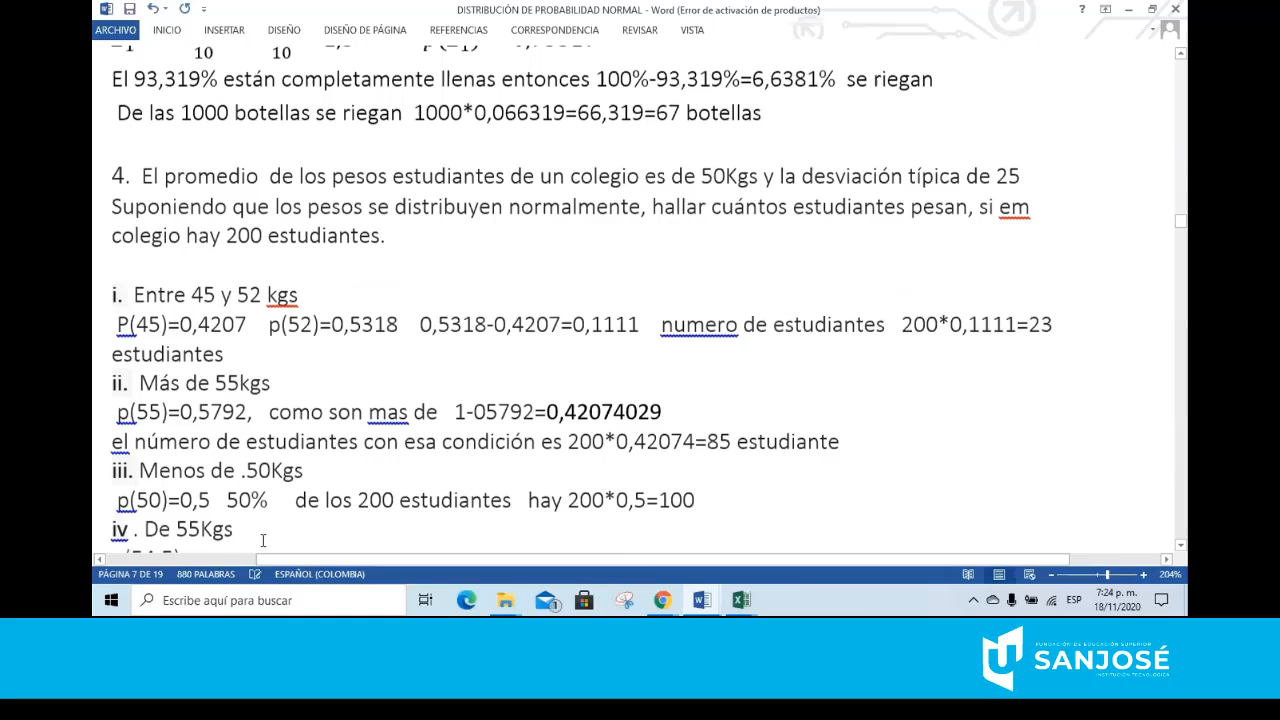 DISTRIBUCIÓN DE PROBABILIDAD NORMAL - Word (Error de activación de productos)
ARCHIVO INICIO INSERTAR DISEÑO DISEÑO DE PÁGINA REFERENCIAS CORRESPONDENCIA REVISAR VISTA
10 10
El 93,319% están completamente llenas entonces 100%-93,319%=6,6381% se riegan
De las 1000 botellas se riegan 1000*0,066319=66,319=67 botellas
4. El promedio de los pesos estudiantes de un colegio es de 50Kgs y la desviación típica de 25
Suponiendo que los pesos se distribuyen normalmente, hallar cuántos estudiantes pesan, si em
colegio hay 200 estudiantes.
i. Entre 45 y 52 kgs
P(45)=0,4207 p(52)=0,5318 0,5318-0,4207=0,1111 numero de estudiantes 200*0,1111=23
estudiantes
ii. Más de 55kgs
p(55)=0,5792, como son mas de 1-05792=0,42074029
el número de estudiantes con esa condición es 200*0,42074=85 estudiante
iii. Menos de .50Kgs
p(50)=0,5 50% de los 200 estudiantes hay 200*0,5=100
iv . De 55Kgs
PÁGINA 7 DE 19 880 PALABRAS ESPAÑOL (COLOMBIA) 204%
Escribe aquí para buscar
ESP
7:24 p. m.
18/11/2020
FUNDACIÓN DE EDUCACIÓN SUPERIOR
SANJOSÉ
INSTITUCIÓN TECNOLÓGICA